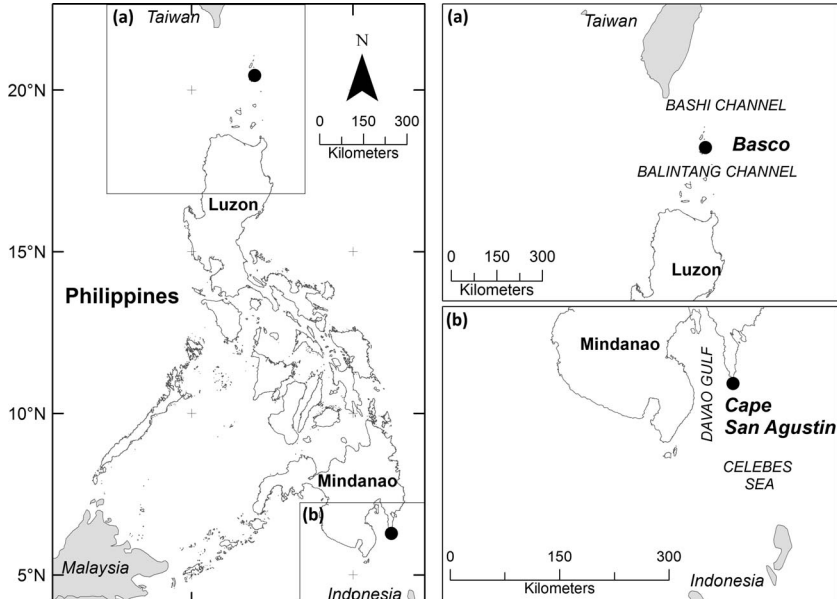 (a)
Taiwan
N
20°N
0 150 300
Kilometers
Luzon
15°N
Philippines
10°N
Mindanao
(b)
Malaysia
5°N
Indonesia
(a)
Taiwan
BASHI CHANNEL
Basco
BALINTANG CHANNEL
0 150 300
Kilometers
Luzon
(b)
Mindanao
DAVAO GULF
Cape
San Agustin
CELEBES
SEA
0 150 300
Kilometers
Indonesia